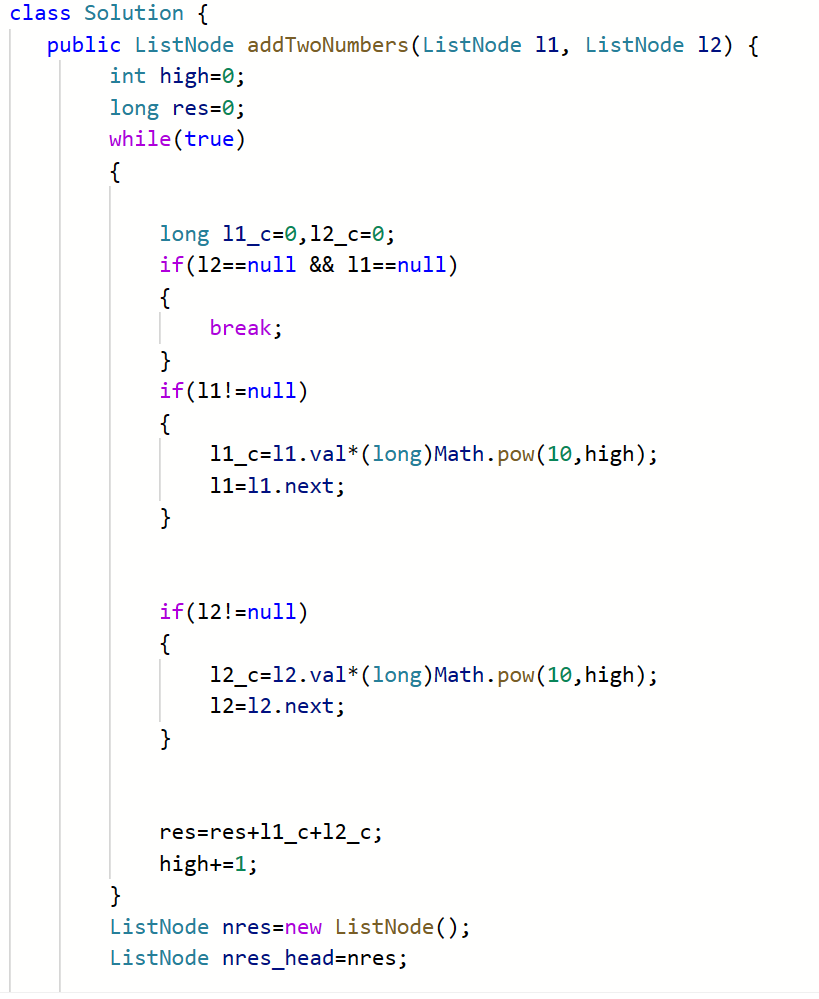 class Solution {
public ListNode addTwoNumbers(ListNode l1, ListNode l2) {
int high=0;
long res=0;
while(true)
{
long l1_c=0,l2_c=0;
if(l2==null && l1==null)
{
break;
}
if(l1!=null)
{
l1_c=l1.val*(long)Math.pow(10,high);
l1=l1.next;
}
if(l2!=null)
{
l2_c=l2.val*(long)Math.pow(10,high);
l2=l2.next;
}
res=res+l1_c+l2_c;
high+=1;
}
ListNode nres=new ListNode();
ListNode nres_head=nres;